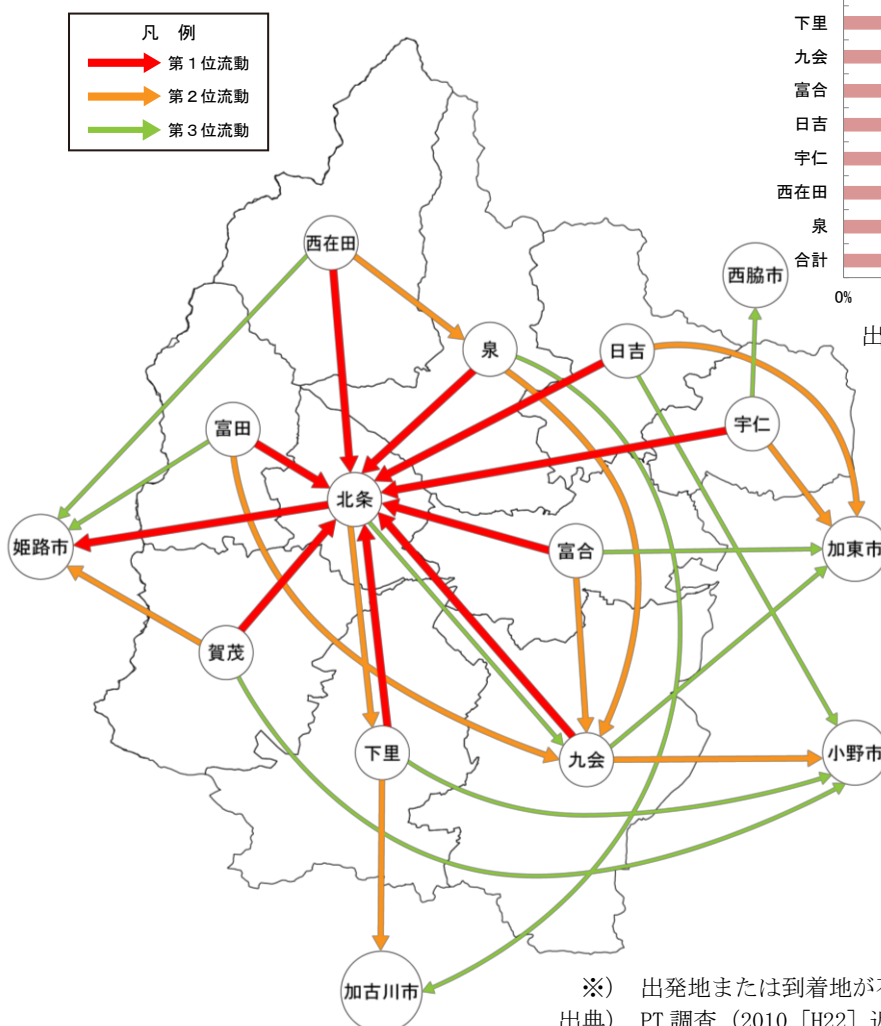 凡 例
第1位流動
第2位流動
第3位流動
下里
九会
富合
日吉
宇仁
西在田
泉
合計
0%
出
西在田
西脇市
泉
日吉
宇仁
富田
北条
姫路市
富合
加東市
賀茂
下里
九会
小野市
加古川市
※) 出発地または到着地が
出典) PT 調査(2010[H22]